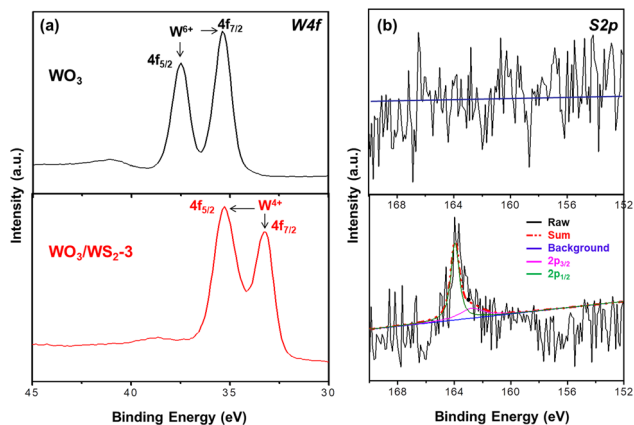 (a)
W4f
W⁶⁺
4f₇/₂
4f₅/₂
WO₃
4f₅/₂
W⁴⁺
4f₇/₂
WO₃/WS₂-3
Intensity (a.u.)
45 40 35 30
Binding Energy (eV)
(b)
S2p
168 164 160 156 152
Raw
Sum
Background
2p₃/₂
2p₁/₂
Intensity (a.u.)
168 164 160 156 152
Binding Energy (eV)